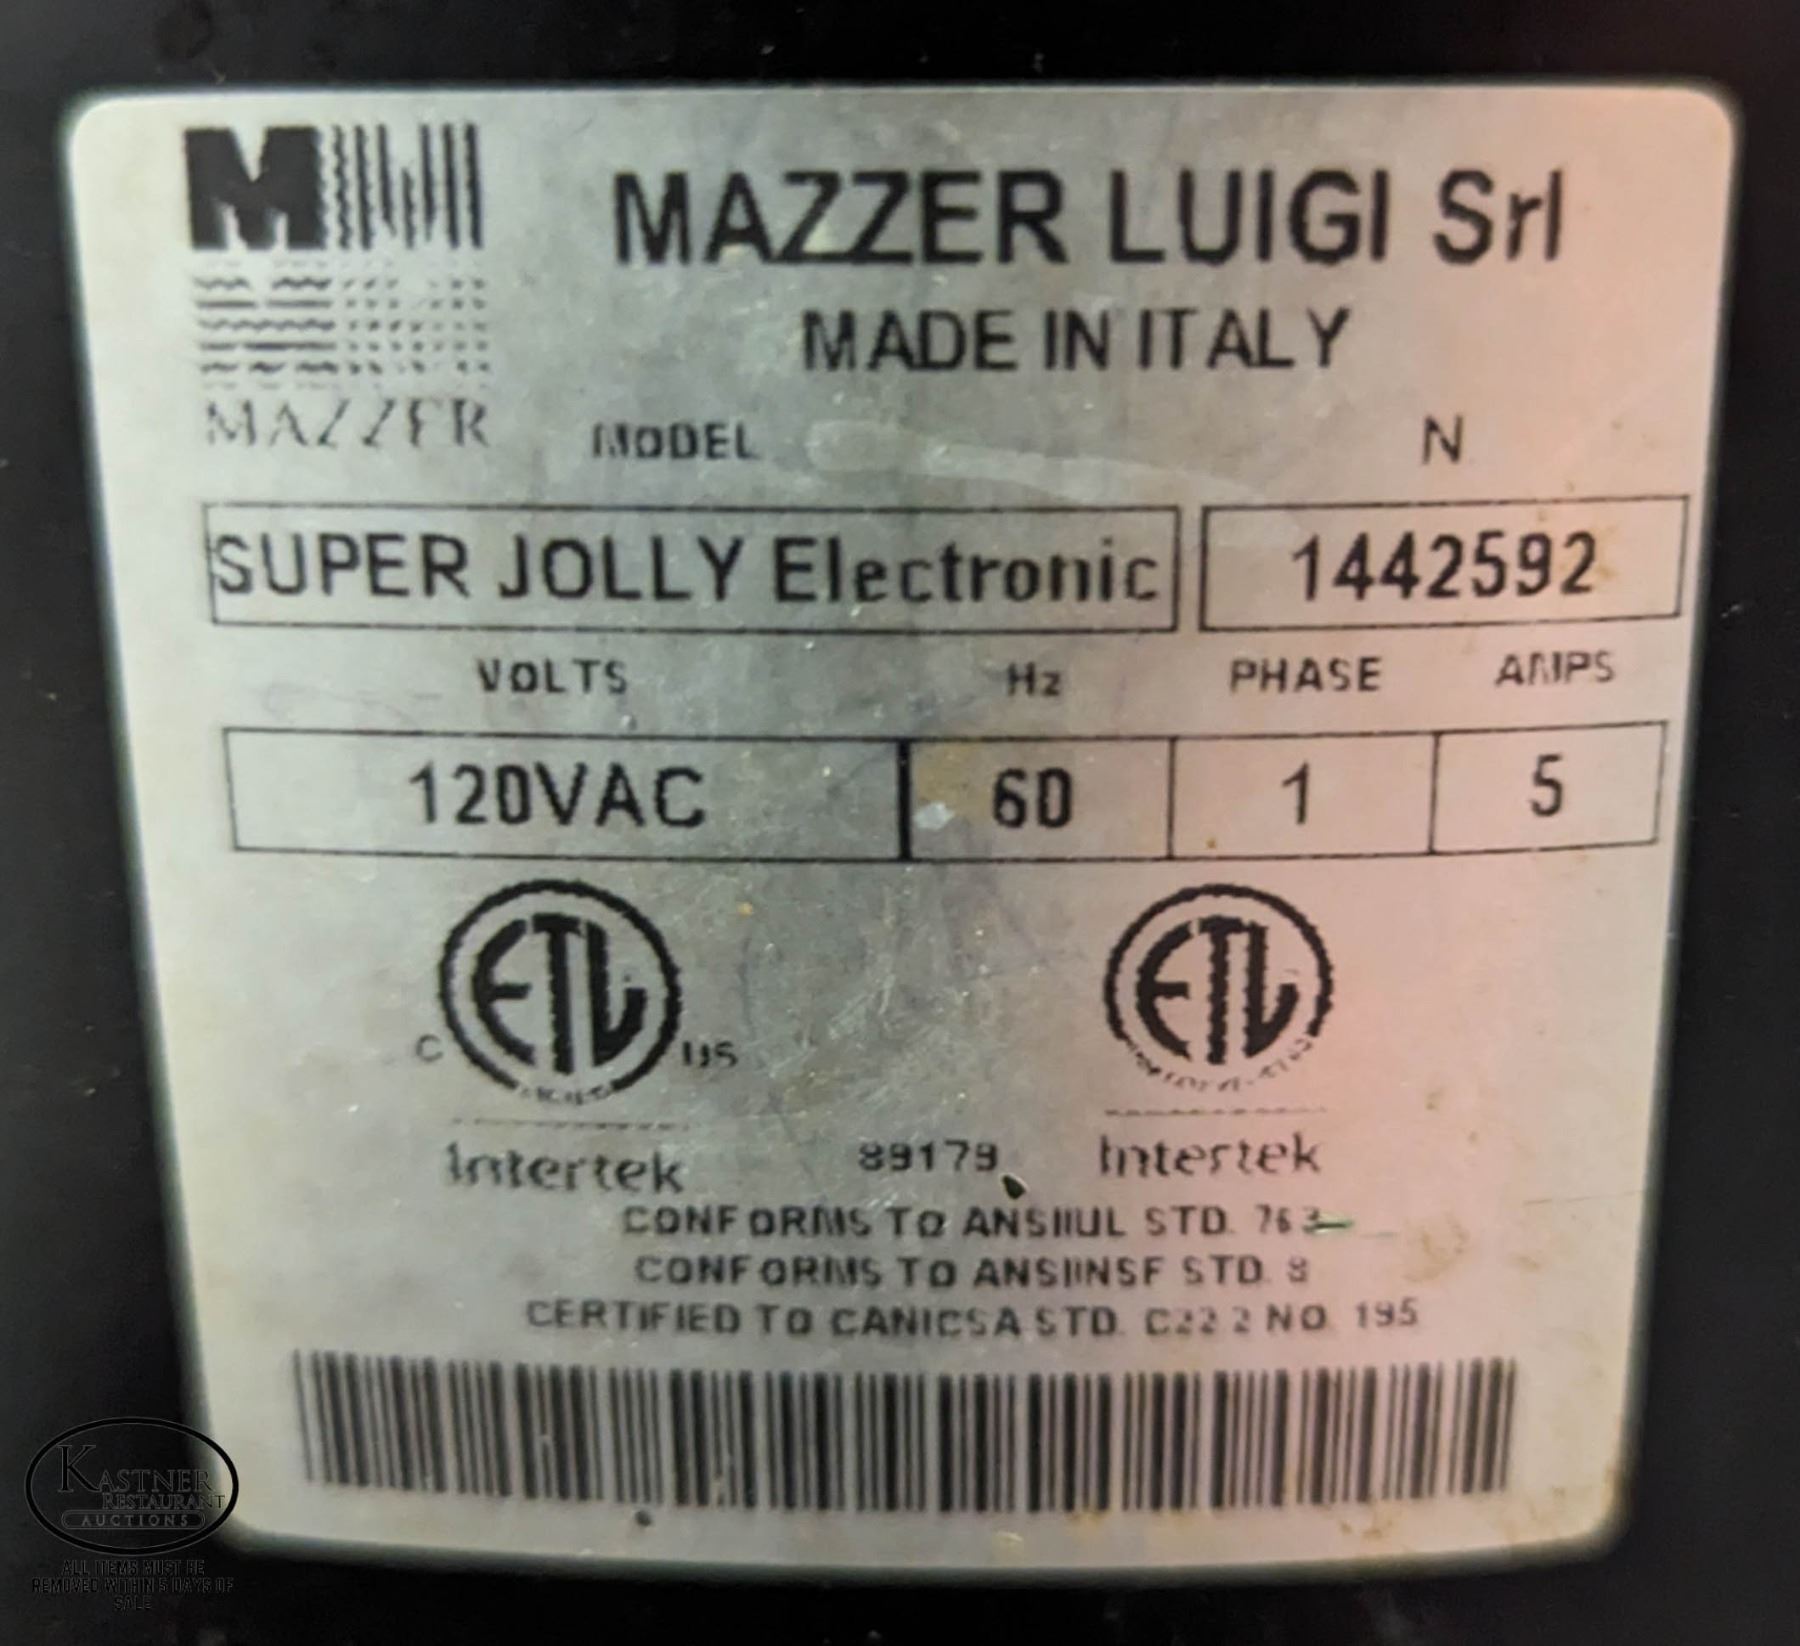 MAZZER LUIGI Srl
MADE IN ITALY
MAZZER
MODEL N
SUPER JOLLY Electronic 1442592
VOLTS Hz PHASE AMPS
120VAC 60 1 5
ETL ETL
C US
Intertek 89179 Intertek
CONFORMS TO ANSI/UL STD. 763
CONFORMS TO ANSI/NSF STD. 8
CERTIFIED TO CAN/CSA STD. C22.2 NO. 195
KASTNER
RESTAURANT
AUCTIONS
ALL ITEMS MUST BE
REMOVED WITHIN 5 DAYS OF
SALE